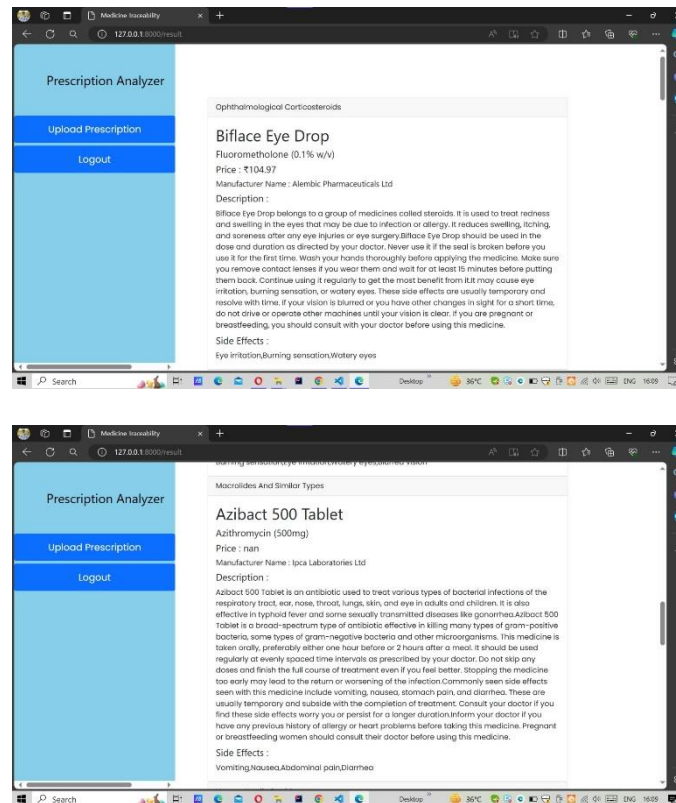 Medicine traceability
127.0.0.1:8000/result
Prescription Analyzer
Upload Prescription
Logout
Ophthalmological Corticosteroids
Biflace Eye Drop
Fluorometholone (0.1% w/v)
Price : ₹104.97
Manufacturer Name : Alembic Pharmaceuticals Ltd
Description :
Biflace Eye Drop belongs to a group of medicines called steroids. It is used to treat redness
and swelling in the eyes that may be due to infection or allergy. It reduces swelling, itching,
and soreness after any eye injuries or eye surgery.Biflace Eye Drop should be used in the
dose and duration as directed by your doctor. Never use it if the seal is broken before you
use it for the first time. Wash your hands thoroughly before applying the medicine. Make sure
you remove contact lenses if you wear them and wait for at least 15 minutes before putting
them back. Continue using it regularly to get the most benefit from it.It may cause eye
irritation, burning sensation, or watery eyes. These side effects are usually temporary and
resolve with time. If your vision is blurred or you have other changes in sight for a short time,
do not drive or operate other machines until your vision is clear. If you are pregnant or
breastfeeding, you should consult with your doctor before using this medicine.
Side Effects :
Eye irritation,Burning sensation,Watery eyes
Search
Desktop
36°C
ENG
1609
Medicine traceability
127.0.0.1:8000/result
Prescription Analyzer
Upload Prescription
Logout
Burning sensation,Eye irritation,Watery eyes,Blurred vision
Macrolides And Similar Types
Azibact 500 Tablet
Azithromycin (500mg)
Price : nan
Manufacturer Name : Ipca Laboratories Ltd
Description :
Azibact 500 Tablet is an antibiotic used to treat various types of bacterial infections of the
respiratory tract, ear, nose, throat, lungs, skin, and eye in adults and children. It is also
effective in typhoid fever and some sexually transmitted diseases like gonorrhea.Azibact 500
Tablet is a broad-spectrum type of antibiotic effective in killing many types of gram-positive
bacteria, some types of gram-negative bacteria and other microorganisms. This medicine is
taken orally, preferably either one hour before or 2 hours after a meal. It should be used
regularly at evenly spaced time intervals as prescribed by your doctor. Do not skip any
doses and finish the full course of treatment even if you feel better. Stopping the medicine
too early may lead to the return or worsening of the infection.Commonly seen side effects
seen with this medicine include vomiting, nausea, stomach pain, and diarrhea. These are
usually temporary and subside with the completion of treatment. Consult your doctor if you
find these side effects worry you or persist for a longer duration.Inform your doctor if you
have any previous history of allergy or heart problems before taking this medicine. Pregnant
or breastfeeding women should consult their doctor before using this medicine.
Side Effects :
Vomiting,Nausea,Abdominal pain,Diarrhea
Search
Desktop
36°C
ENG
1609